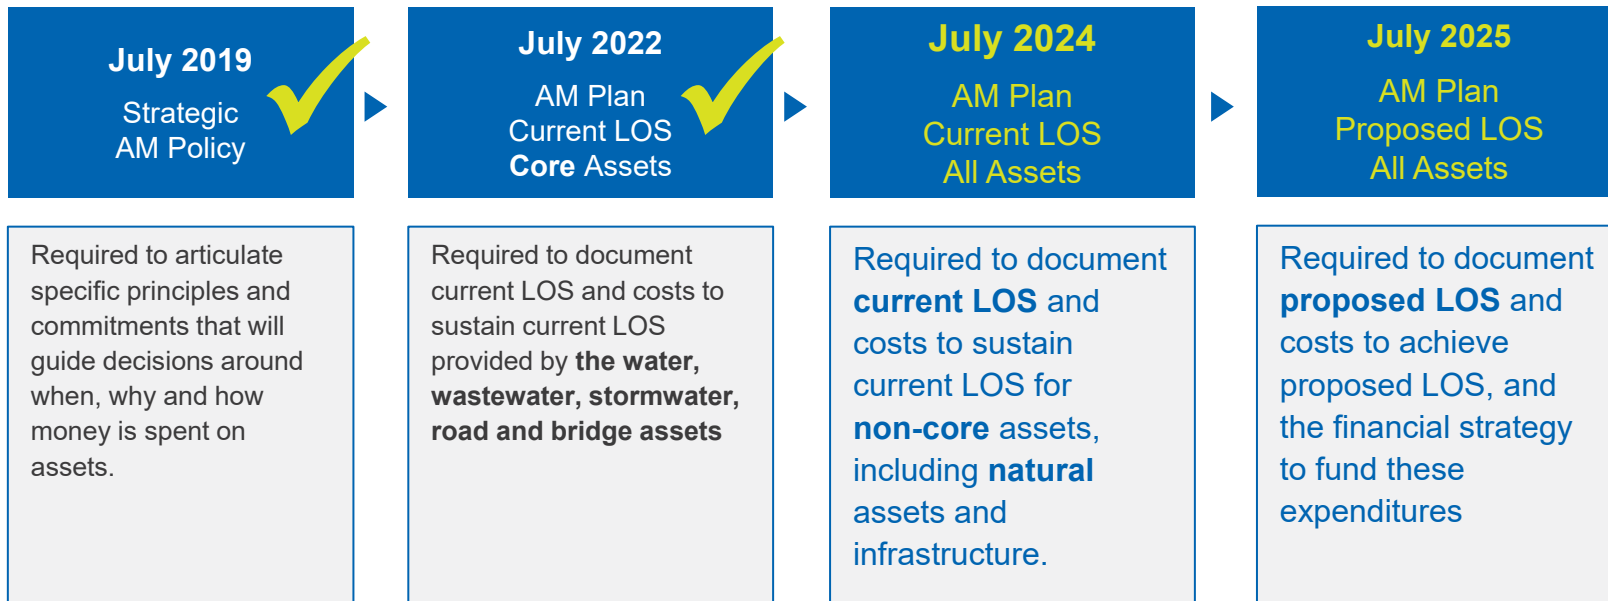 July 2019
Strategic
AM Policy
July 2022
AM Plan
Current LOS
Core Assets
July 2024
AM Plan
Current LOS
All Assets
July 2025
AM Plan
Proposed LOS
All Assets
Required to articulate
specific principles and
commitments that will
guide decisions around
when, why and how
money is spent on
assets.
Required to document
current LOS and costs to
sustain current LOS
provided by the water,
wastewater, stormwater,
road and bridge assets
Required to document
current LOS and
costs to sustain
current LOS for
non-core assets,
including natural
assets and
infrastructure.
Required to document
proposed LOS and
costs to achieve
proposed LOS, and
the financial strategy
to fund these
expenditures